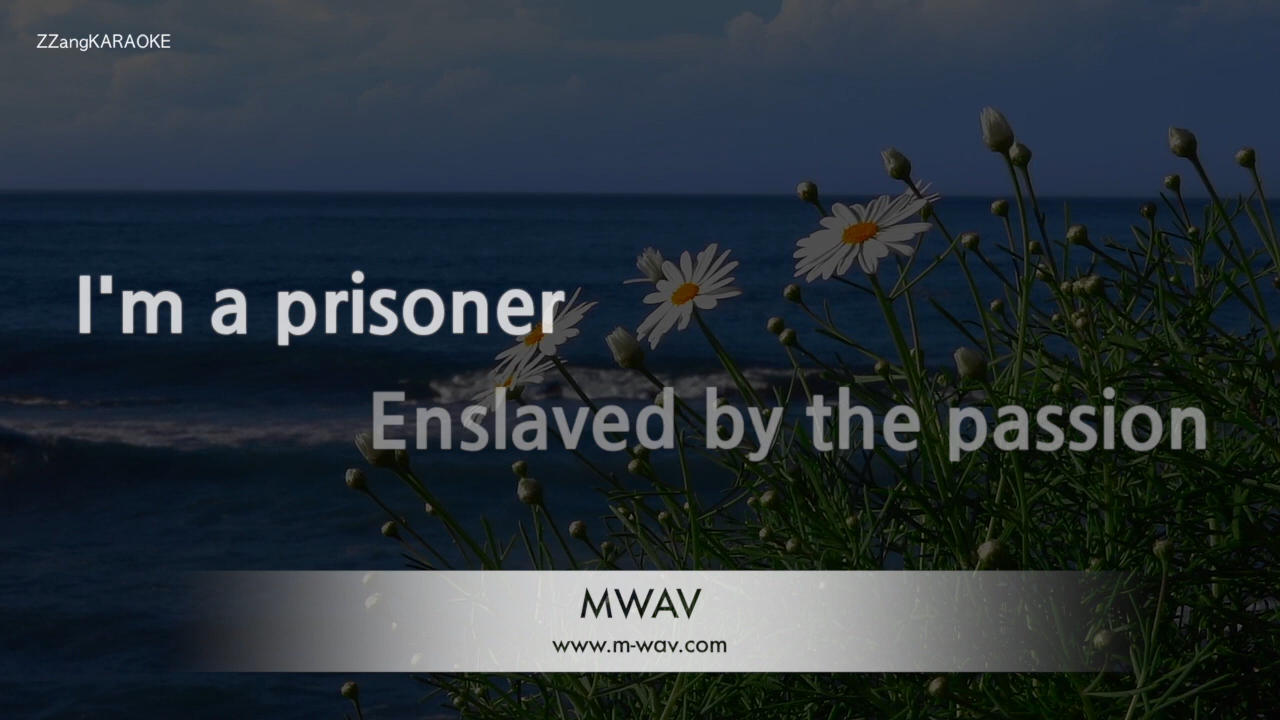 ZZangKARAOKE
I'm a prisoner
Enslaved by the passion
MWAV
www.m-wav.com